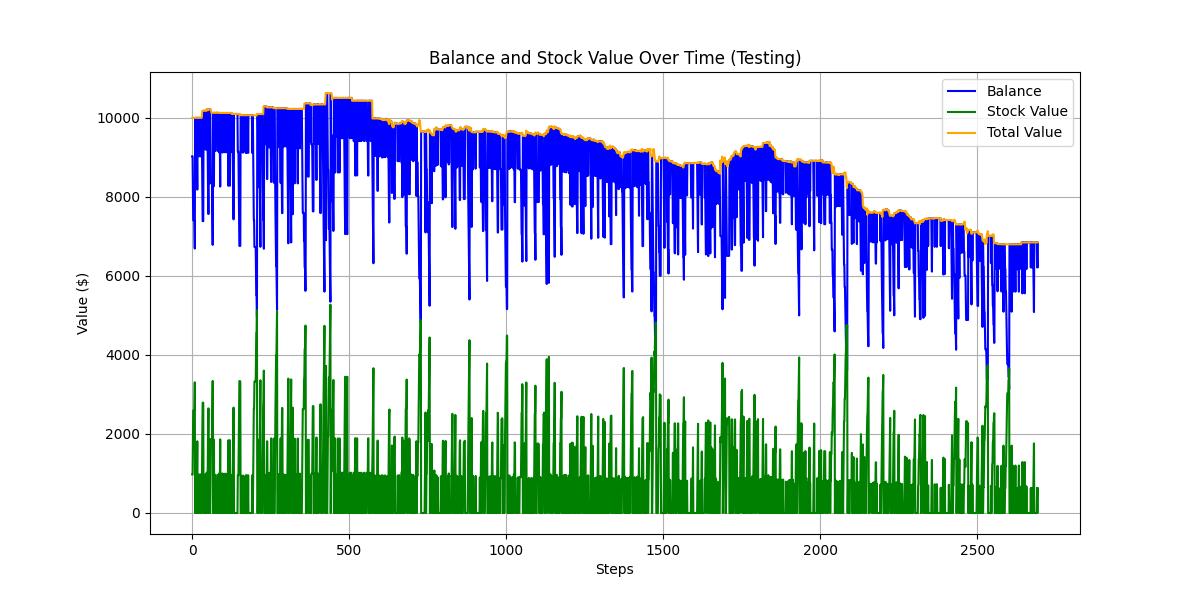 Balance and Stock Value Over Time (Testing)
Balance
Stock Value
Total Value
Value ($)
10000
8000
6000
4000
2000
0
0 500 1000 1500 2000 2500
Steps